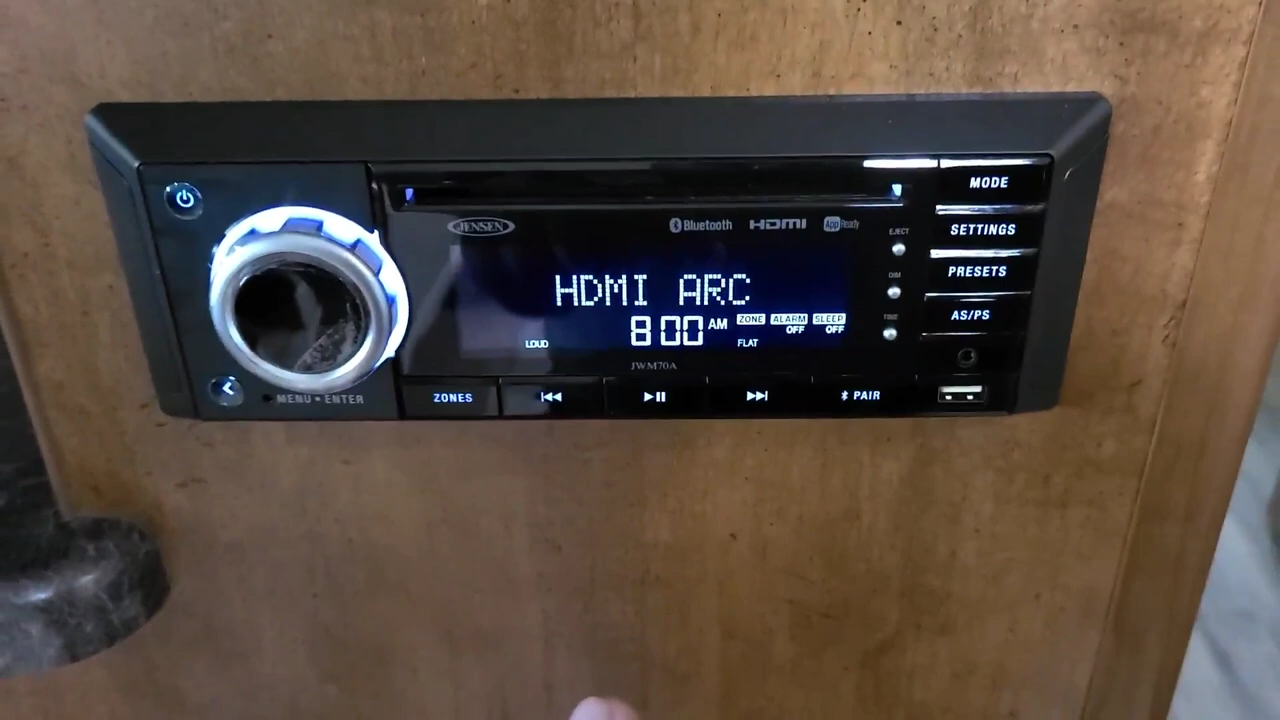 JENSEN
Bluetooth
HDMI
App Ready
EJECT
DIM
TIME
HDMI ARC
8:00 AM
ZONE ALARM SLEEP
OFF OFF
LOUD
FLAT
JWM70A
MODE
SETTINGS
PRESETS
AS/PS
MENU • ENTER
ZONES
PAIR